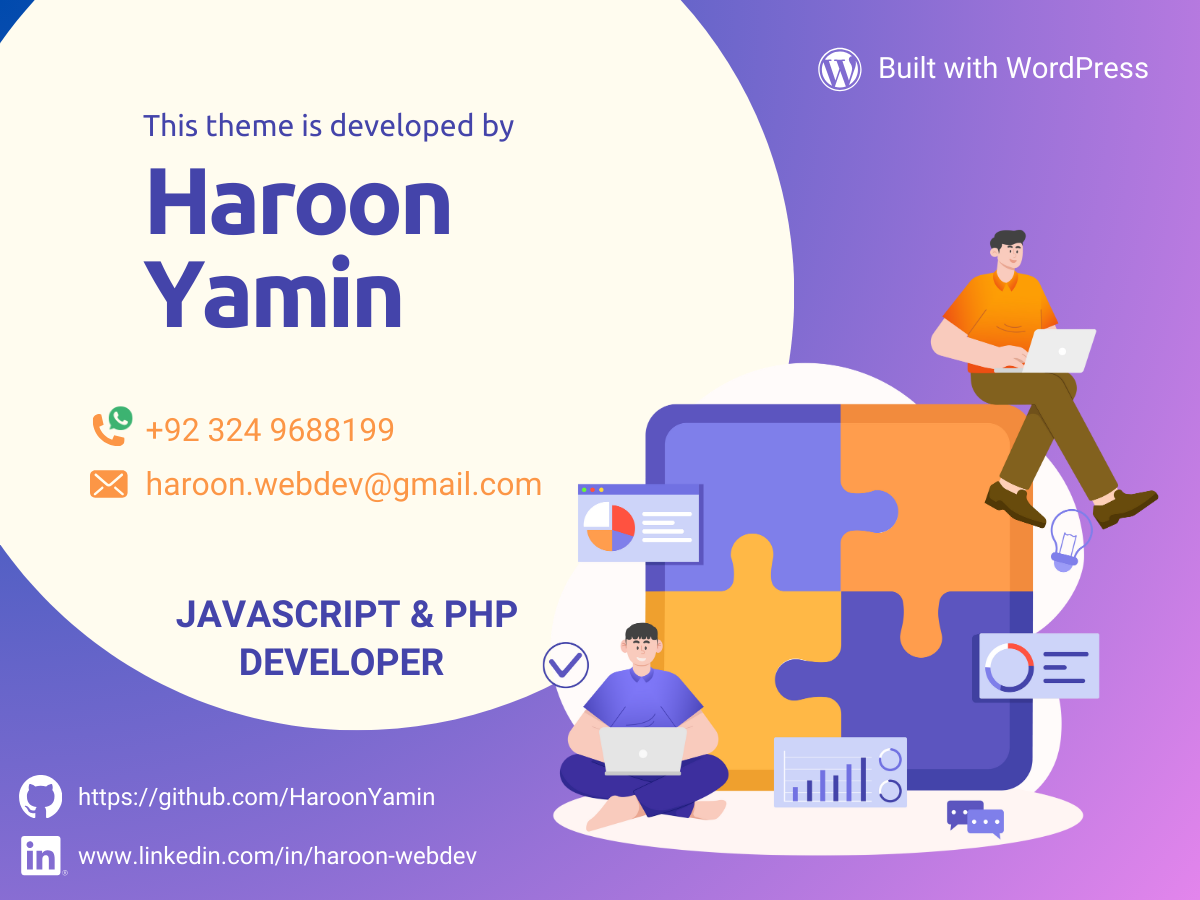 Built with WordPress
This theme is developed by
Haroon
Yamin
+92 324 9688199
haroon.webdev@gmail.com
JAVASCRIPT & PHP
DEVELOPER
https://github.com/HaroonYamin
www.linkedin.com/in/haroon-webdev